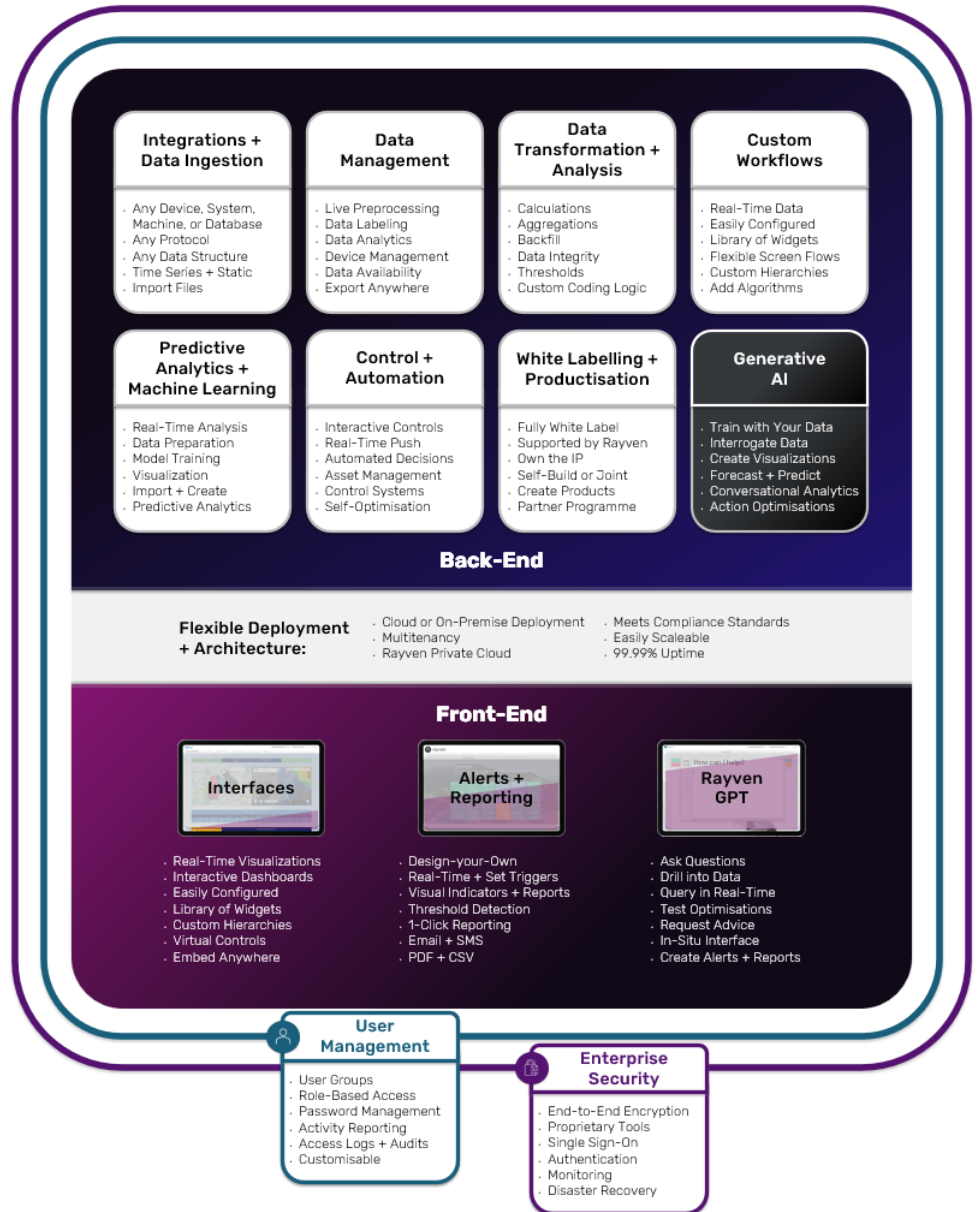 Integrations +
Data Ingestion
· Any Device, System,
Machine, or Database
· Any Protocol
· Any Data Structure
· Time Series + Static
· Import Files
Data
Management
· Live Preprocessing
· Data Labeling
· Data Analytics
· Device Management
· Data Availability
· Export Anywhere
Data
Transformation +
Analysis
· Calculations
· Aggregations
· Backfill
· Data Integrity
· Thresholds
· Custom Coding Logic
Custom
Workflows
· Real-Time Data
· Easily Configured
· Library of Widgets
· Flexible Screen Flows
· Custom Hierarchies
· Add Algorithms
Predictive
Analytics +
Machine Learning
· Real-Time Analysis
· Data Preparation
· Model Training
· Visualization
· Import + Create
· Predictive Analytics
Control +
Automation
· Interactive Controls
· Real-Time Push
· Automated Decisions
· Asset Management
· Control Systems
· Self-Optimisation
White Labelling +
Productisation
· Fully White Label
· Supported by Rayven
· Own the IP
· Self-Build or Joint
· Create Products
· Partner Programme
Generative
AI
· Train with Your Data
· Interrogate Data
· Create Visualizations
· Forecast + Predict
· Conversational Analytics
· Action Optimisations
Back-End
Flexible Deployment
+ Architecture:
· Cloud or On-Premise Deployment
· Multitenancy
· Rayven Private Cloud
· Meets Compliance Standards
· Easily Scaleable
· 99.99% Uptime
Front-End
Interfaces
· Real-Time Visualizations
· Interactive Dashboards
· Easily Configured
· Library of Widgets
· Custom Hierarchies
· Virtual Controls
· Embed Anywhere
Alerts +
Reporting
· Design-your-Own
· Real-Time + Set Triggers
· Visual Indicators + Reports
· Threshold Detection
· 1-Click Reporting
· Email + SMS
· PDF + CSV
How can I help?
Rayven
GPT
· Ask Questions
· Drill into Data
· Query in Real-Time
· Test Optimisations
· Request Advice
· In-Situ Interface
· Create Alerts + Reports
User
Management
· User Groups
· Role-Based Access
· Password Management
· Activity Reporting
· Access Logs + Audits
· Customisable
Enterprise
Security
· End-to-End Encryption
· Proprietary Tools
· Single Sign-On
· Authentication
· Monitoring
· Disaster Recovery